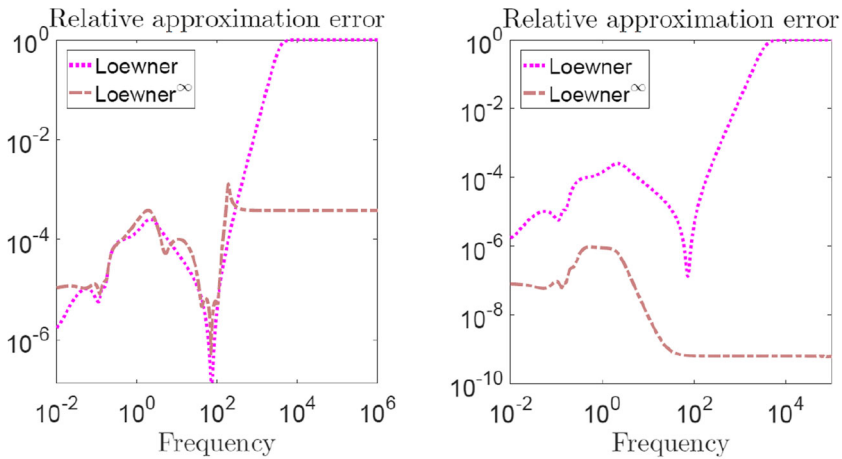 Relative approximation error
10^0
10^-2
10^-4
10^-6
Loewner
Loewner^∞
10^-2 10^0 10^2 10^4 10^6
Frequency
Relative approximation error
10^0
10^-2
10^-4
10^-6
10^-8
10^-10
Loewner
Loewner^∞
10^-2 10^0 10^2 10^4
Frequency